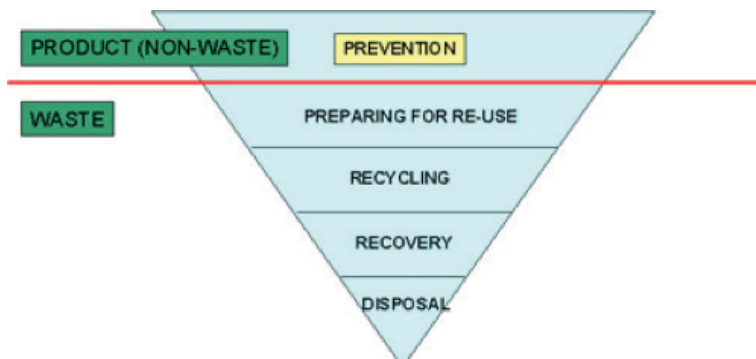 PRODUCT (NON-WASTE)
PREVENTION
WASTE
PREPARING FOR RE-USE
RECYCLING
RECOVERY
DISPOSAL